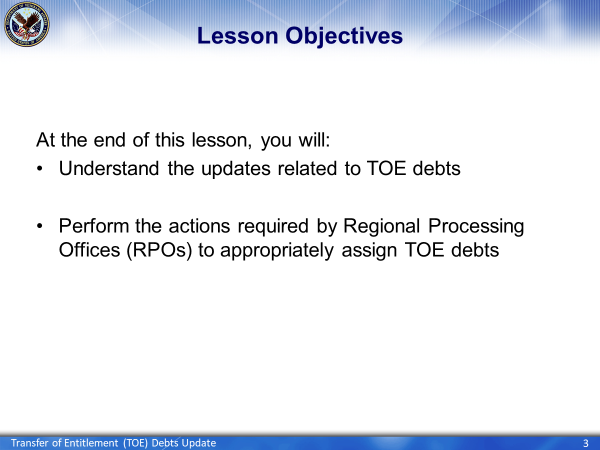 Lesson Objectives
At the end of this lesson, you will:
• Understand the updates related to TOE debts
• Perform the actions required by Regional Processing
Offices (RPOs) to appropriately assign TOE debts
Transfer of Entitlement (TOE) Debts Update
3